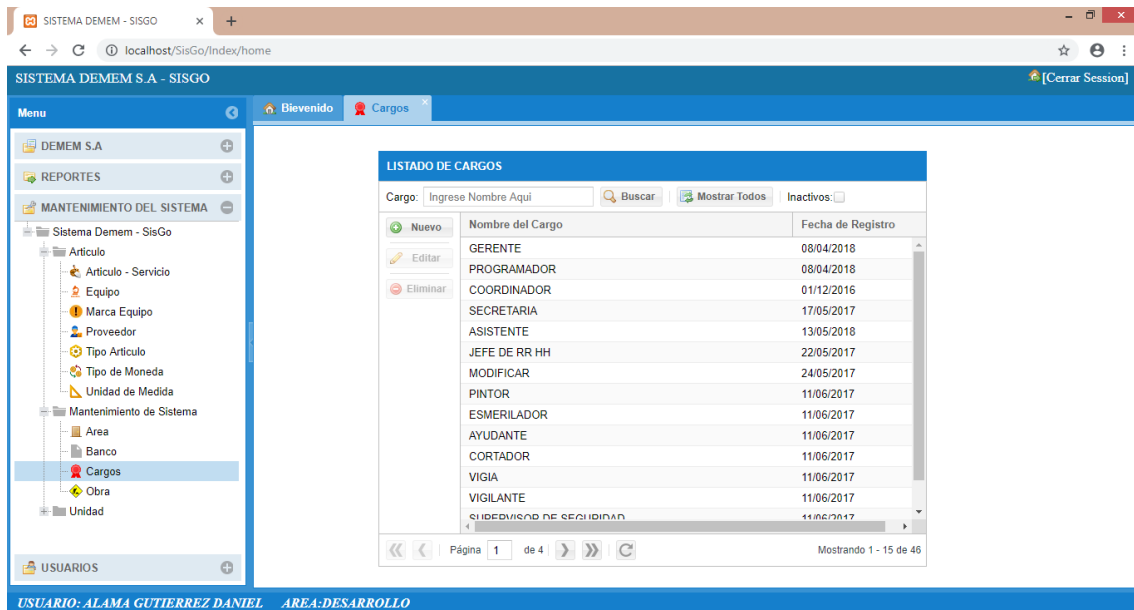 SISTEMA DEMEM - SISGO
localhost/SisGo/Index/home
SISTEMA DEMEM S.A - SISGO
[Cerrar Session]
Menu
Bievenido
Cargos
DEMEM S.A
REPORTES
MANTENIMIENTO DEL SISTEMA
Sistema Demem - SisGo
Articulo
Articulo - Servicio
Equipo
Marca Equipo
Proveedor
Tipo Articulo
Tipo de Moneda
Unidad de Medida
Mantenimiento de Sistema
Area
Banco
Cargos
Obra
Unidad
USUARIOS
LISTADO DE CARGOS
Cargo: Ingrese Nombre Aqui Buscar Mostrar Todos Inactivos:
Nuevo
Editar
Eliminar
Nombre del Cargo Fecha de Registro
GERENTE 08/04/2018
PROGRAMADOR 08/04/2018
COORDINADOR 01/12/2016
SECRETARIA 17/05/2017
ASISTENTE 13/05/2018
JEFE DE RR HH 22/05/2017
MODIFICAR 24/05/2017
PINTOR 11/06/2017
ESMERILADOR 11/06/2017
AYUDANTE 11/06/2017
CORTADOR 11/06/2017
VIGIA 11/06/2017
VIGILANTE 11/06/2017
SUPERVISOR DE SEGURIDAD 11/06/2017
Página 1 de 4 Mostrando 1 - 15 de 46
USUARIO: ALAMA GUTIERREZ DANIEL AREA:DESARROLLO